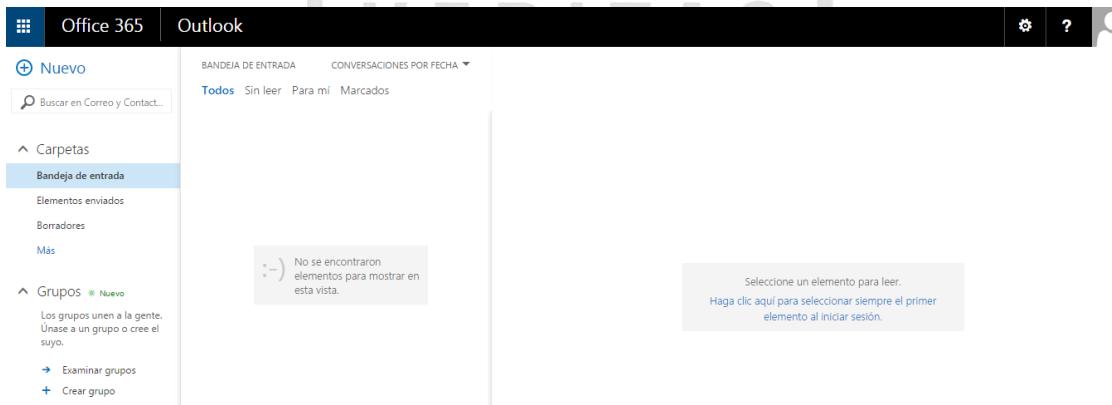 Office 365
Outlook
?
Nuevo
Buscar en Correo y Contact...
Carpetas
Bandeja de entrada
Elementos enviados
Borradores
Más
Grupos Nuevo
Los grupos unen a la gente.
Únase a un grupo o cree el
suyo.
Examinar grupos
Crear grupo
BANDEJA DE ENTRADA CONVERSACIONES POR FECHA
Todos Sin leer Para mí Marcados
:-)
No se encontraron
elementos para mostrar en
esta vista.
Seleccione un elemento para leer.
Haga clic aquí para seleccionar siempre el primer
elemento al iniciar sesión.